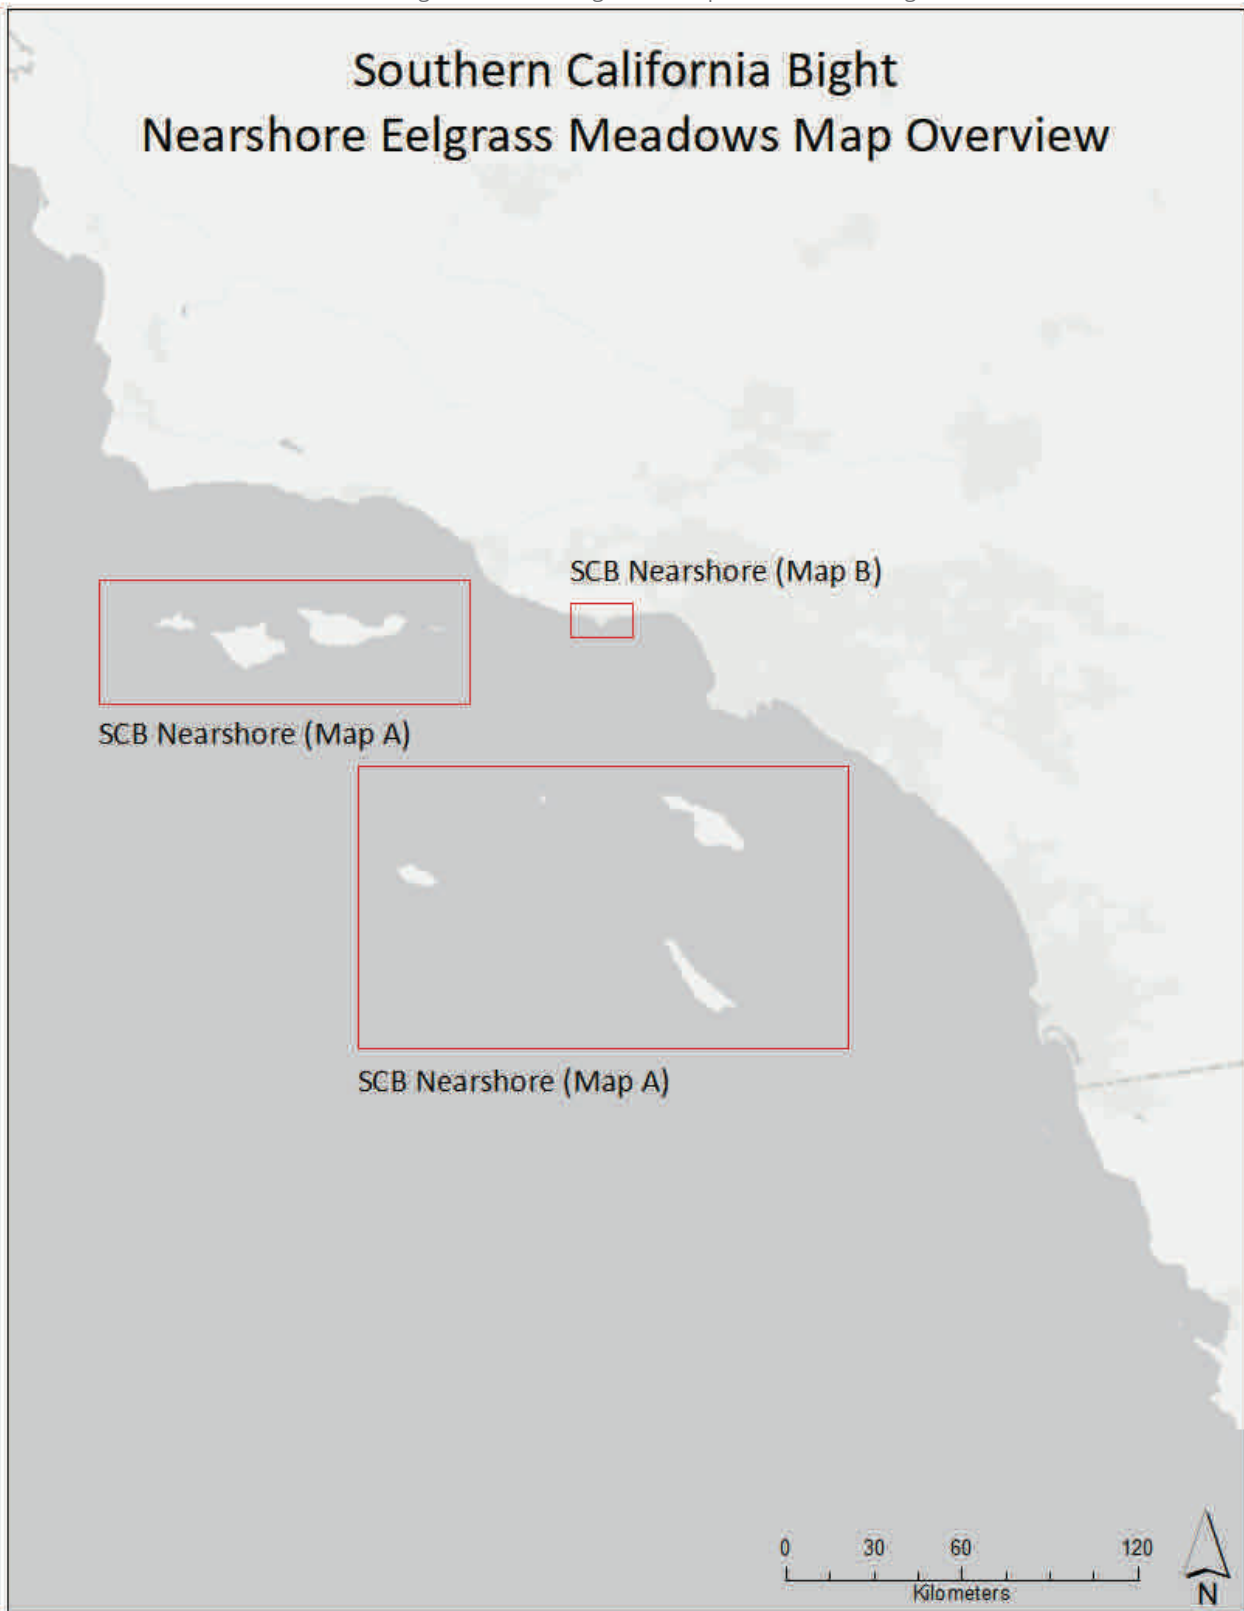 Southern California Bight
Nearshore Eelgrass Meadows Map Overview
SCB Nearshore (Map B)
SCB Nearshore (Map A)
SCB Nearshore (Map A)
0 30 60 120
Kilometers
N